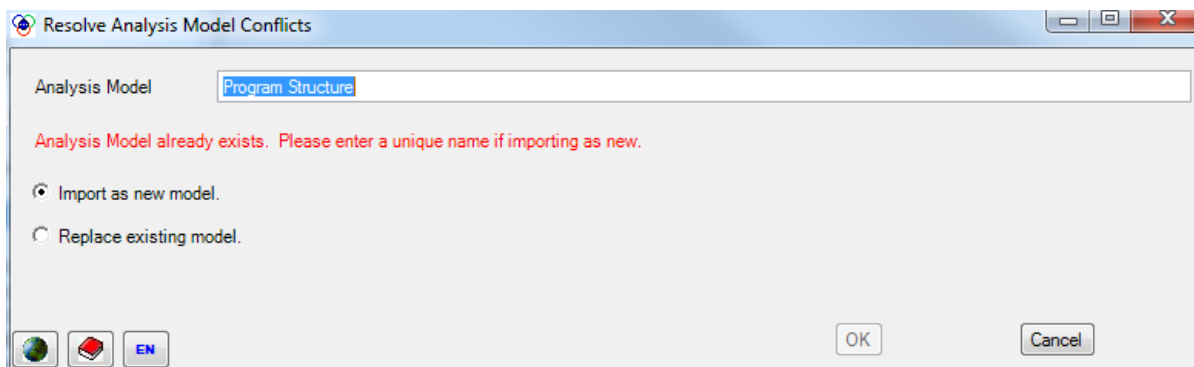 Resolve Analysis Model Conflicts
Analysis Model Program Structure
Analysis Model already exists. Please enter a unique name if importing as new.
Import as new model.
Replace existing model.
EN OK Cancel